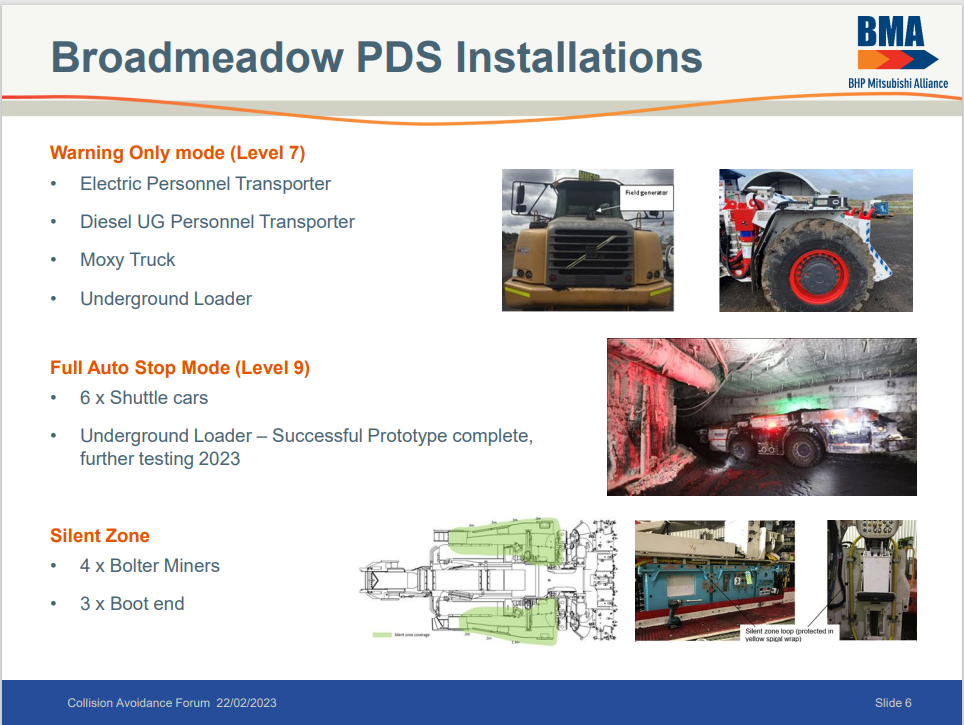 Broadmeadow PDS Installations
BMA
BHP Mitsubishi Alliance
Warning Only mode (Level 7)
• Electric Personnel Transporter
• Diesel UG Personnel Transporter
• Moxy Truck
• Underground Loader
Field generator
Full Auto Stop Mode (Level 9)
• 6 x Shuttle cars
• Underground Loader – Successful Prototype complete,
further testing 2023
Silent Zone
• 4 x Bolter Miners
• 3 x Boot end
Silent zone coverage
Silent zone loop (protected in
yellow spigal wrap)
Collision Avoidance Forum 22/02/2023
Slide 6